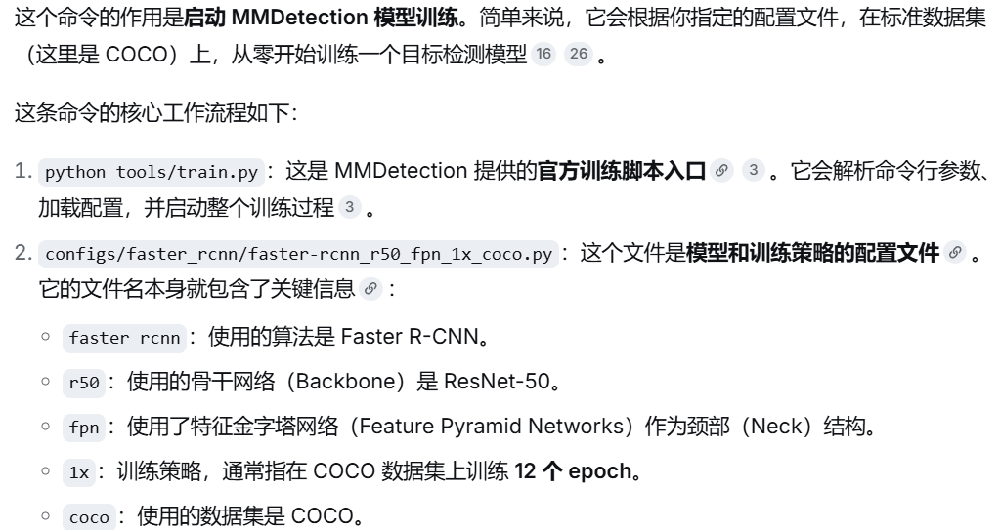 这个命令的作用是启动 MMDetection 模型训练。简单来说，它会根据你指定的配置文件，在标准数据集
（这里是 COCO）上，从零开始训练一个目标检测模型 16 26 。
这条命令的核心工作流程如下：
1. python tools/train.py ：这是 MMDetection 提供的官方训练脚本入口 3 。它会解析命令行参数、
加载配置，并启动整个训练过程 3 。
2. configs/faster_rcnn/faster-rcnn_r50_fpn_1x_coco.py ：这个文件是模型和训练策略的配置文件 。
它的文件名本身就包含了关键信息 ：
faster_rcnn ：使用的算法是 Faster R-CNN。
r50 ：使用的骨干网络（Backbone）是 ResNet-50。
fpn ：使用了特征金字塔网络（Feature Pyramid Networks）作为颈部（Neck）结构。
1x ：训练策略，通常指在 COCO 数据集上训练 12 个 epoch。
coco ：使用的数据集是 COCO。